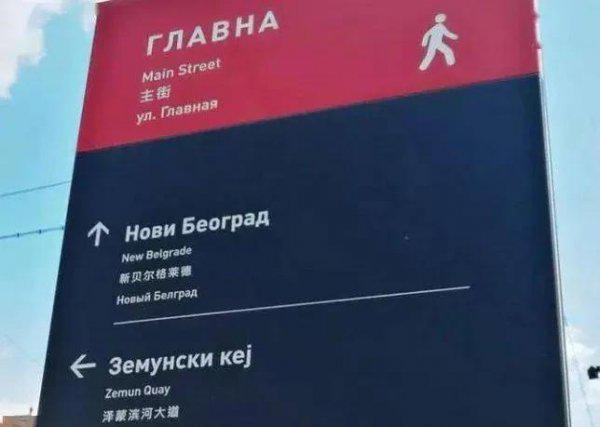 ГЛАВНА
Main Street
主街
ул. Главная
Нови Београд
New Belgrade
新贝尔格莱德
Новый Белград
Земунски кеј
Zemun Quay
泽蒙滨河大道